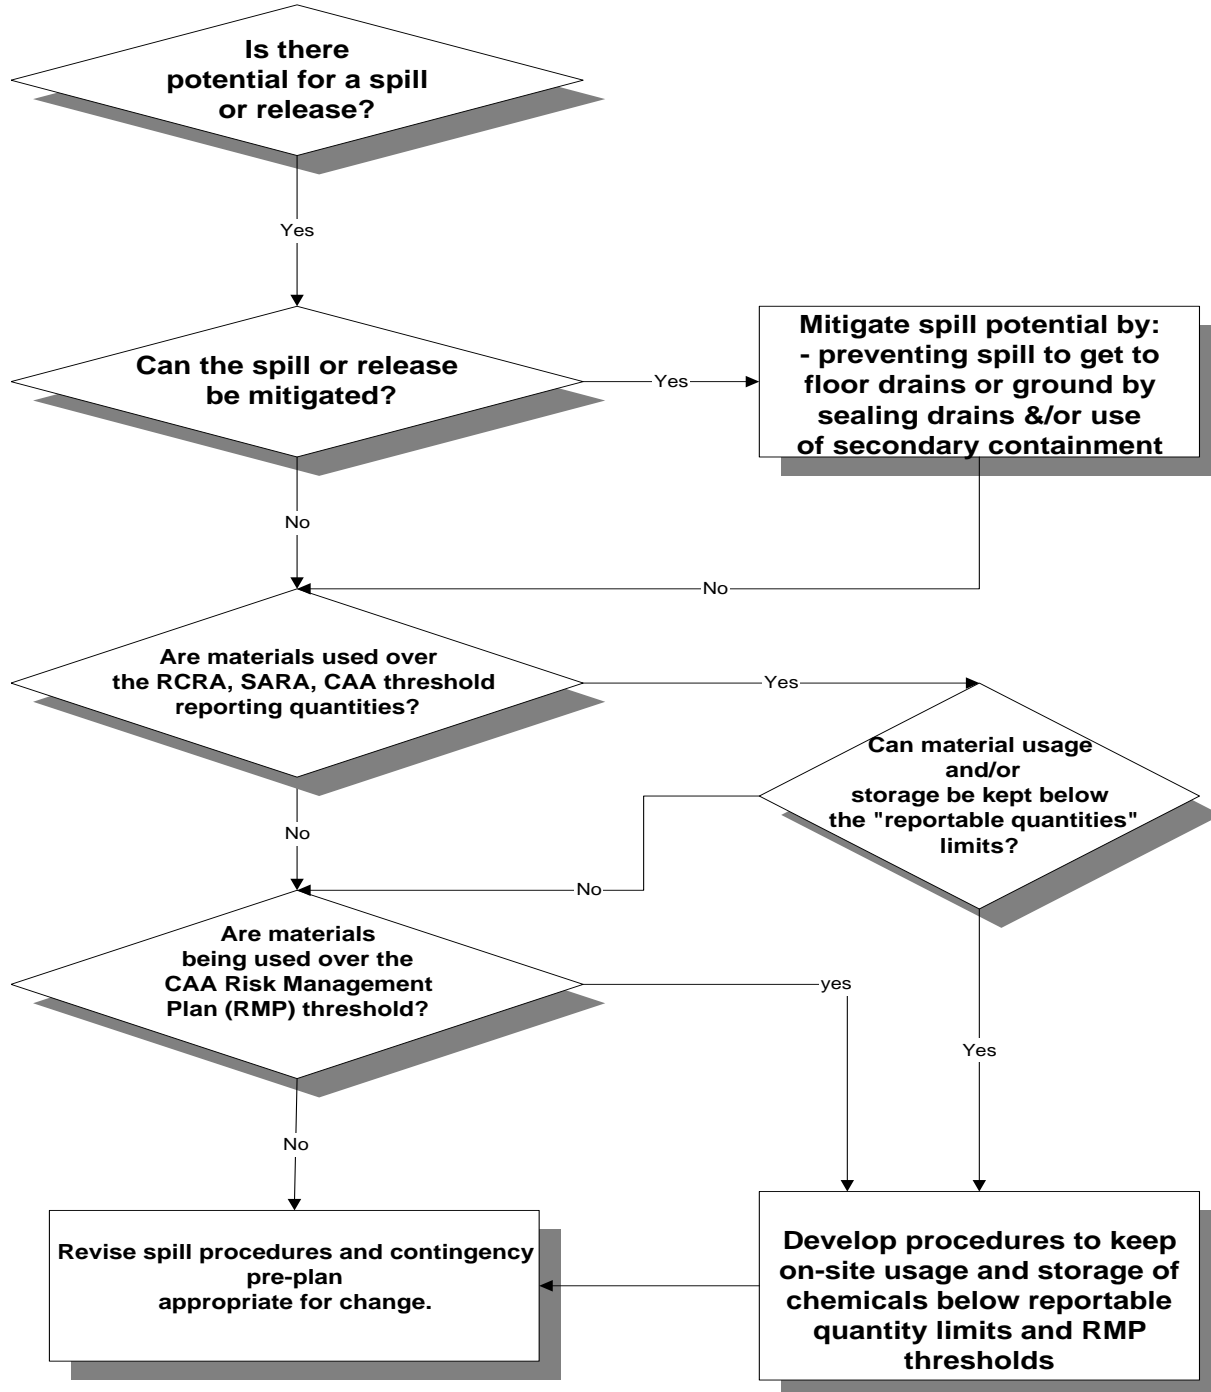 Is there
potential for a spill
or release?
Yes
Can the spill or release
be mitigated?
Yes
Mitigate spill potential by:
- preventing spill to get to
floor drains or ground by
sealing drains &/or use
of secondary containment
No
No
Are materials used over
the RCRA, SARA, CAA threshold
reporting quantities?
Yes
Can material usage
and/or
storage be kept below
the "reportable quantities"
limits?
No
No
Are materials
being used over the
CAA Risk Management
Plan (RMP) threshold?
yes
Yes
No
Revise spill procedures and contingency
pre-plan
appropriate for change.
Develop procedures to keep
on-site usage and storage of
chemicals below reportable
quantity limits and RMP
thresholds